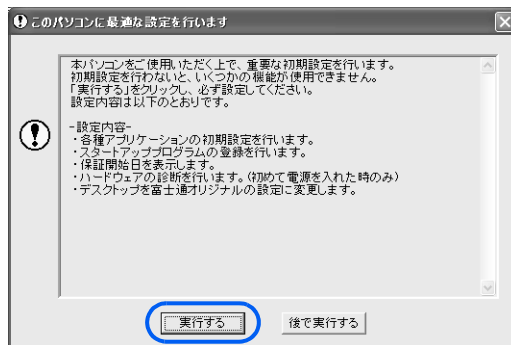 このパソコンに最適な設定を行います
本パソコンをご使用いただく上で、重要な初期設定を行います。
初期設定を行わないと、いくつかの機能が使用できません。
「実行する」をクリックし、必ず設定してください。
設定内容は以下のとおりです。
-設定内容-
・各種アプリケーションの初期設定を行います。
・スタートアッププログラムの登録を行います。
・保証開始日を表示します。
・ハードウェアの診断を行います。(初めて電源を入れた時のみ)
・デスクトップを富士通オリジナルの設定に変更します。
実行する
後で実行する